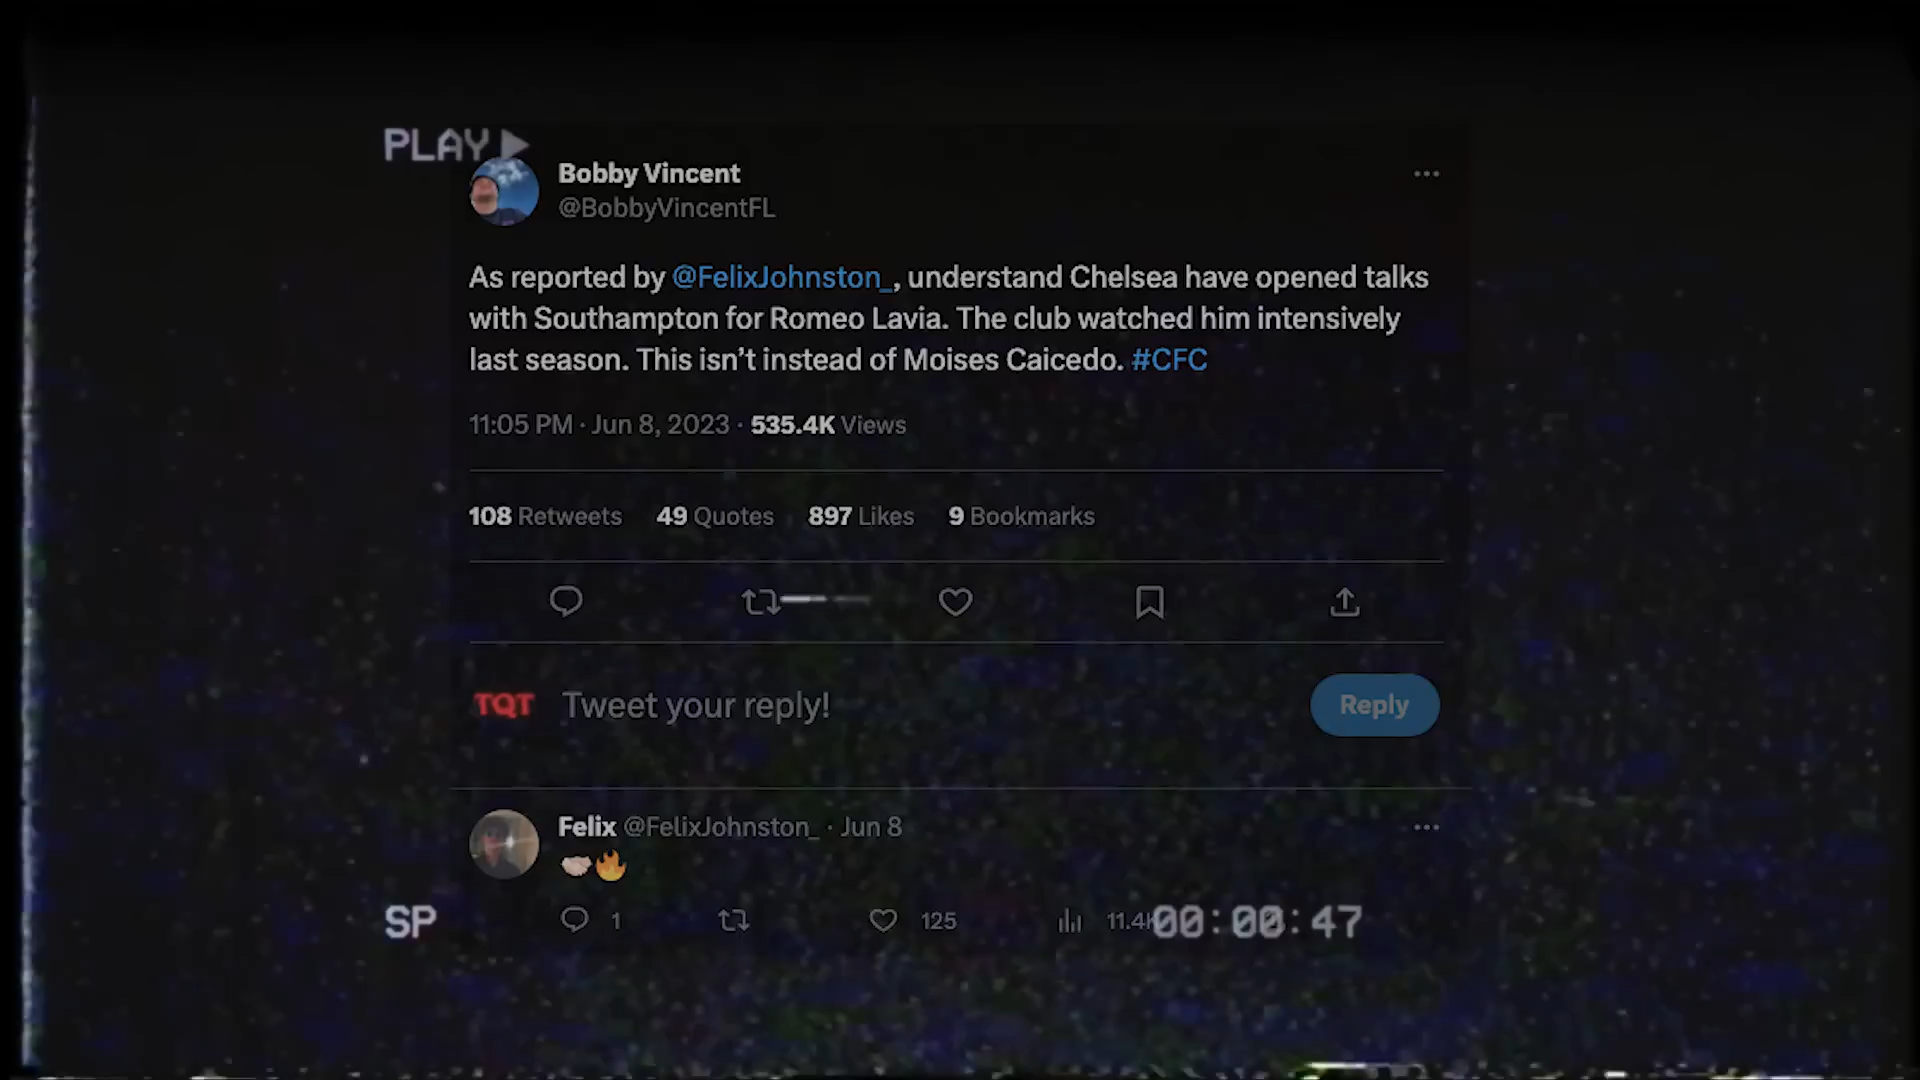 PLAY
Bobby Vincent
@BobbyVincentFL
As reported by @FelixJohnston_, understand Chelsea have opened talks
with Southampton for Romeo Lavia. The club watched him intensively
last season. This isn’t instead of Moises Caicedo. #CFC
11:05 PM · Jun 8, 2023 · 535.4K Views
108 Retweets 49 Quotes 897 Likes 9 Bookmarks
TQT Tweet your reply! Reply
Felix @FelixJohnston_ · Jun 8
SP 1 125 11.4K 00:00:47